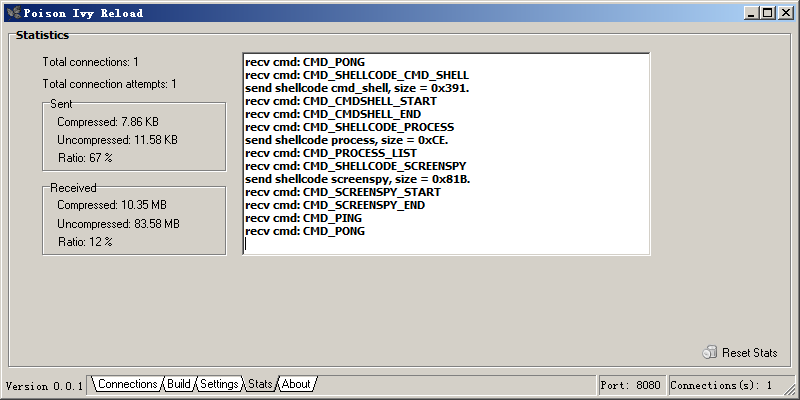 Poison Ivy Reload
Statistics
Total connections: 1
Total connection attempts: 1
Sent
Compressed: 7.86 KB
Uncompressed: 11.58 KB
Ratio: 67 %
Received
Compressed: 10.35 MB
Uncompressed: 83.58 MB
Ratio: 12 %
recv cmd: CMD_PONG
recv cmd: CMD_SHELLCODE_CMD_SHELL
send shellcode cmd_shell, size = 0x391.
recv cmd: CMD_CMDSHELL_START
recv cmd: CMD_CMDSHELL_END
recv cmd: CMD_SHELLCODE_PROCESS
send shellcode process, size = 0xCE.
recv cmd: CMD_PROCESS_LIST
recv cmd: CMD_SHELLCODE_SCREENSPY
send shellcode screenspy, size = 0x81B.
recv cmd: CMD_SCREENSPY_START
recv cmd: CMD_SCREENSPY_END
recv cmd: CMD_PING
recv cmd: CMD_PONG
Reset Stats
Version 0.0.1 Connections Build Settings Stats About Port: 8080 Connections(s): 1